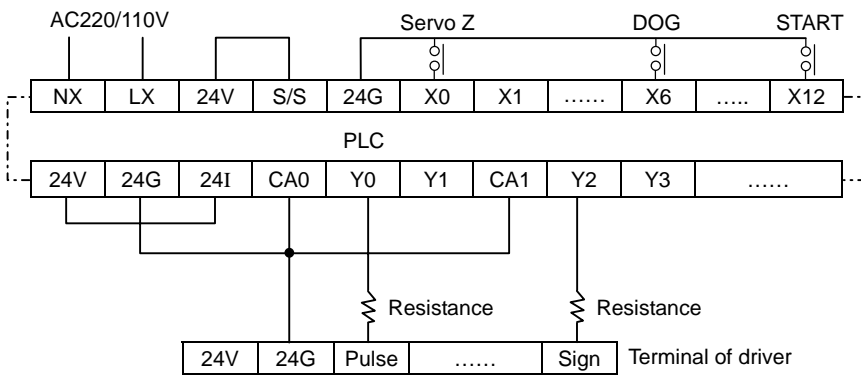 AC220/110V Servo Z DOG START
NX LX 24V S/S 24G X0 X1 …… X6 ….. X12
PLC
24V 24G 24I CA0 Y0 Y1 CA1 Y2 Y3 ……
Resistance Resistance
24V 24G Pulse …… Sign Terminal of driver